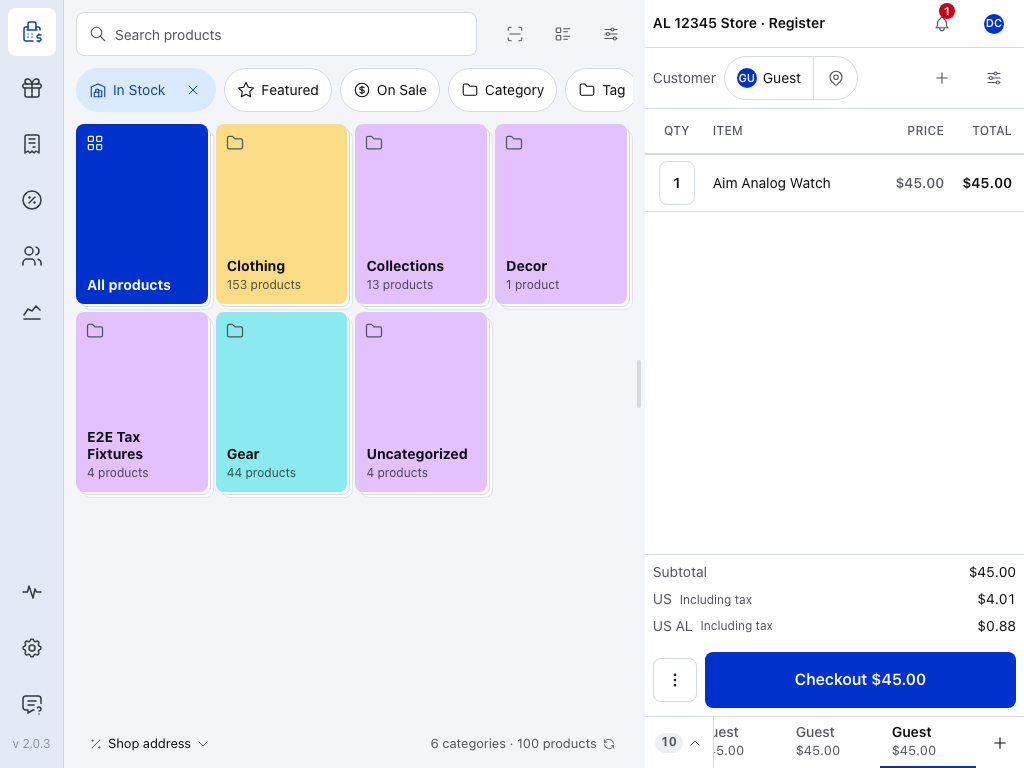 Search products
In Stock
Featured
On Sale
Category
Tag
All products
Clothing
153 products
Collections
13 products
Decor
1 product
E2E Tax
Fixtures
4 products
Gear
44 products
Uncategorized
4 products
v 2.0.3
Shop address
6 categories · 100 products
AL 12345 Store · Register
1
DC
Customer
GU
Guest
QTY ITEM PRICE TOTAL
1 Aim Analog Watch $45.00 $45.00
Subtotal $45.00
US Including tax $4.01
US AL Including tax $0.88
Checkout $45.00
10
Guest
$45.00
Guest
$45.00